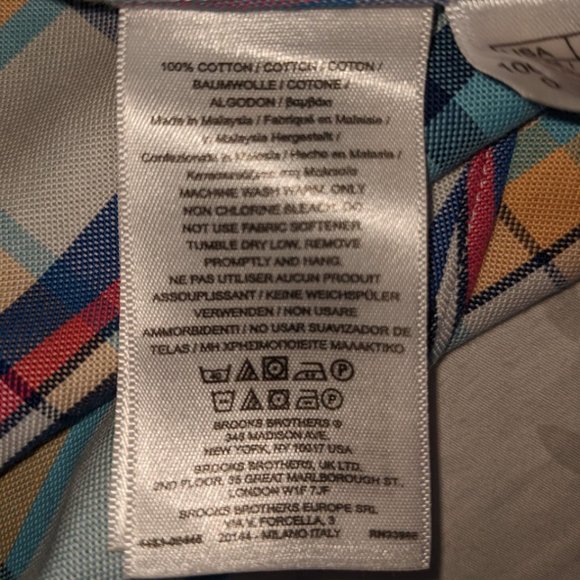 100% COTTON / COTTON / COTON /
BAUMWOLLE / COTONE /
ALGODON / Βαμβάκι
Made in Malaysia / Fabriqué en Malaisie /
Malaysia Hergestellt /
Confezionato in Malesia / Hecho en Malasia /
MACHINE WASH WARM. ONLY
NON CHLORINE BLEACH. DO
NOT USE FABRIC SOFTENER.
TUMBLE DRY LOW. REMOVE
PROMPTLY AND HANG.
NE PAS UTILISER AUCUN PRODUIT
ASSOUPLISSANT / KEINE WEICHSPÜLER
VERWENDEN / NON USARE
AMMORBIDENTI / NO USAR SUAVIZADOR DE
TELAS / ΜΗ ΧΡΗΣΙΜΟΠΟΙΕΙΤΕ ΜΑΛΑΚΤΙΚΟ
BROOKS BROTHERS ®
346 MADISON AVE.
NEW YORK, NY 10017 USA
BROOKS BROTHERS, UK LTD.
2ND FLOOR, 35 GREAT MARLBOROUGH ST.
LONDON W1F 7JF
BROOKS BROTHERS EUROPE SRL
VIA V. FORCELLA, 3
20144 - MILANO ITALY
USA